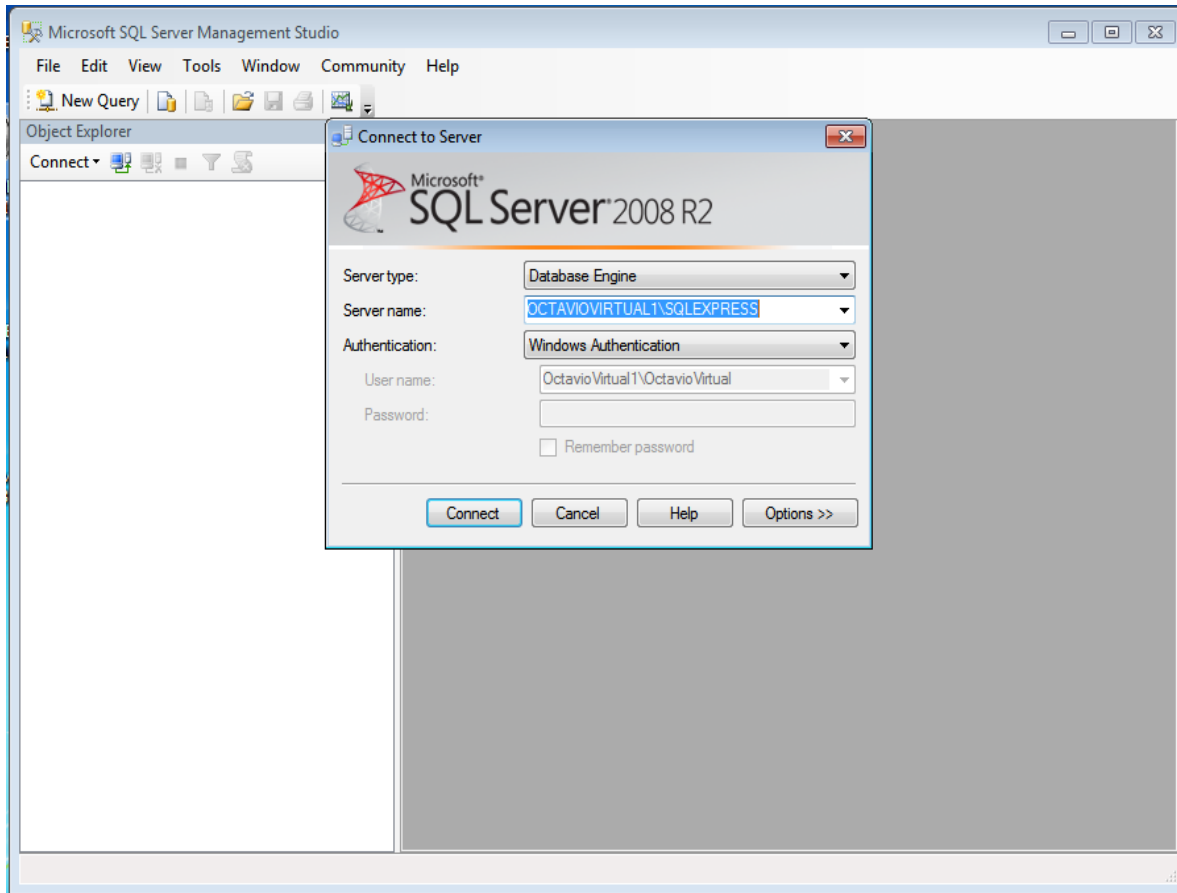 Microsoft SQL Server Management Studio
File Edit View Tools Window Community Help
New Query
Object Explorer
Connect
Connect to Server
Microsoft®
SQL Server® 2008 R2
Server type: Database Engine
Server name: OCTAVIOVIRTUAL1\SQLEXPRESS
Authentication: Windows Authentication
User name: OctavioVirtual1\OctavioVirtual
Password:
Remember password
Connect Cancel Help Options >>